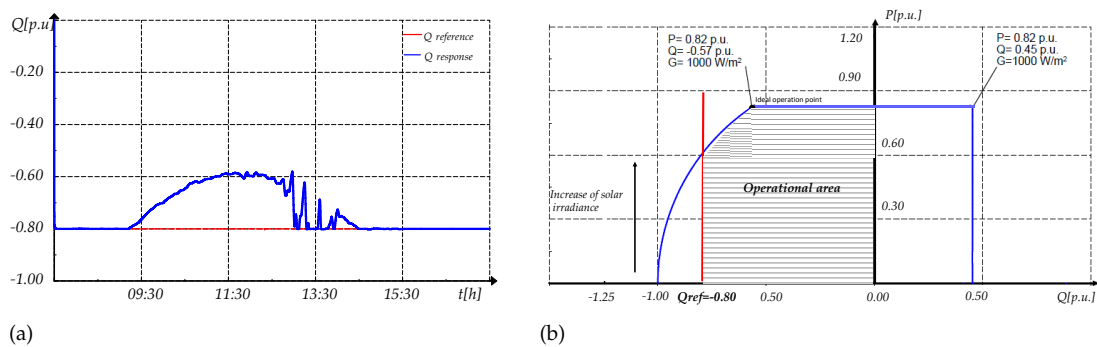 Q[p.u]
Q reference
Q response
-0.20
-0.40
-0.60
-0.80
-1.00
09:30
11:30
13:30
15:30
t[h]
(a)
P[p.u.]
P= 0.82 p.u.
Q= -0.57 p.u.
G= 1000 W/m²
1.20
0.90
P= 0.82 p.u.
Q= 0.45 p.u.
G=1000 W/m²
Ideal operation point
0.60
Operational area
Increase of solar
irradiance
0.30
-1.25
-1.00
Qref=-0.80
0.50
0.00
0.50
Q[p.u.]
(b)